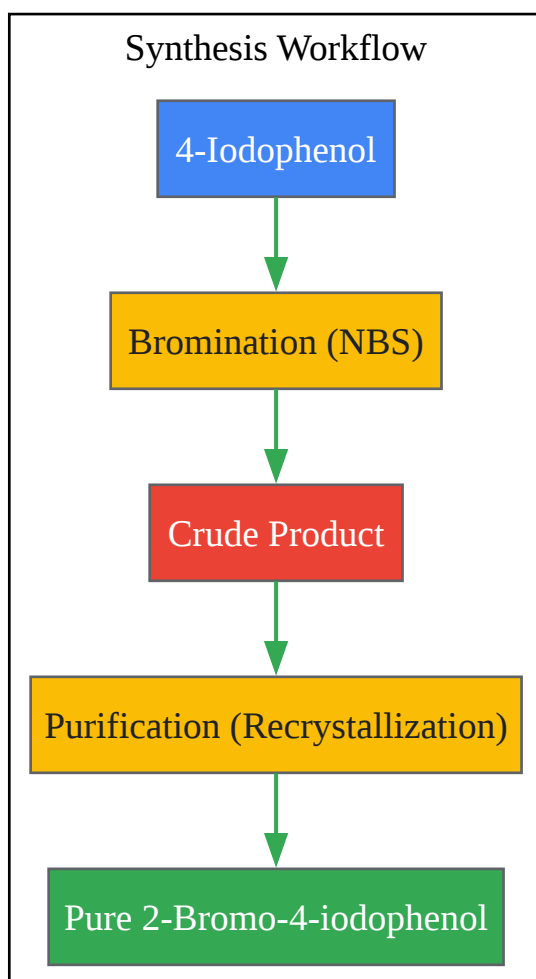 Synthesis Workflow
4-Iodophenol
Bromination (NBS)
Crude Product
Purification (Recrystallization)
Pure 2-Bromo-4-iodophenol